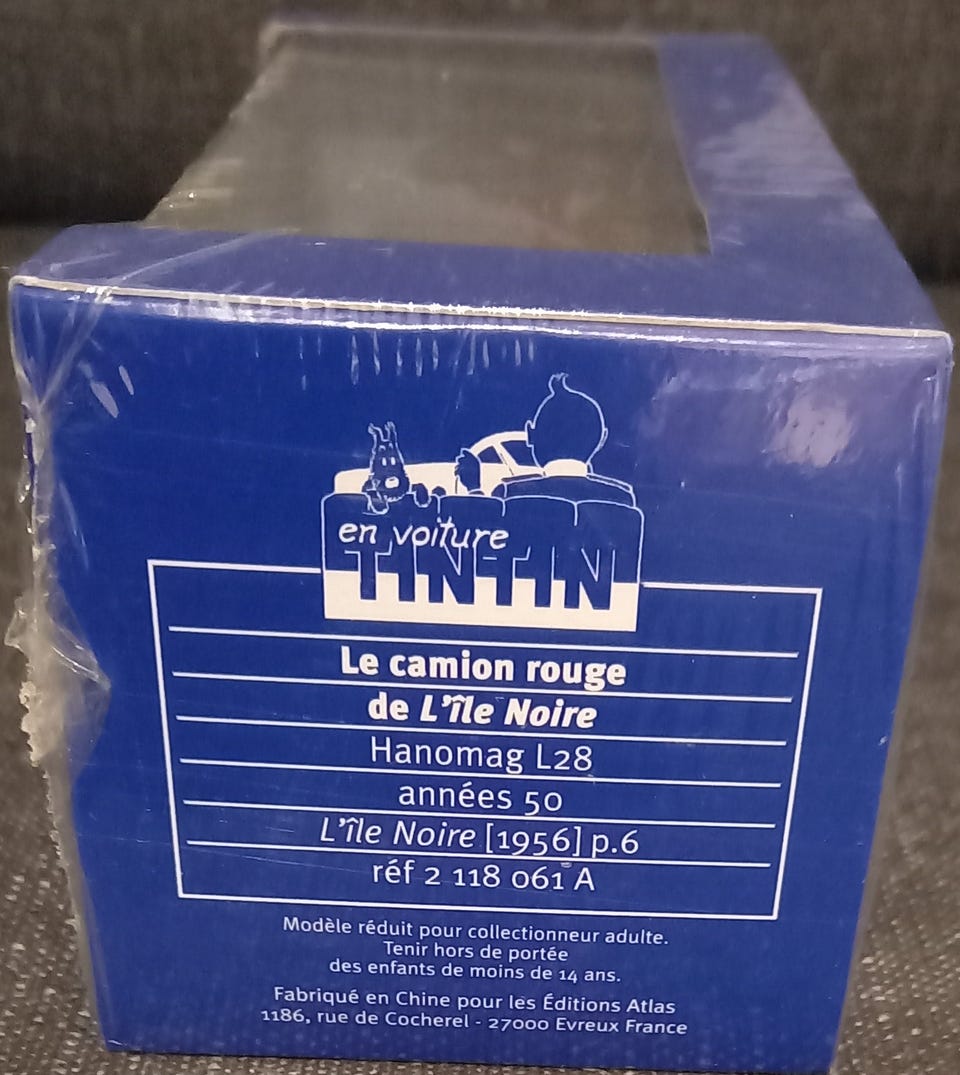 en voiture
TINTIN
Le camion rouge
de L'île Noire
Hanomag L28
années 50
L'île Noire [1956] p.6
réf 2 118 061 A
Modèle réduit pour collectionneur adulte.
Tenir hors de portée
des enfants de moins de 14 ans.
Fabriqué en Chine pour les Éditions Atlas
1186, rue de Cocherel - 27000 Evreux France